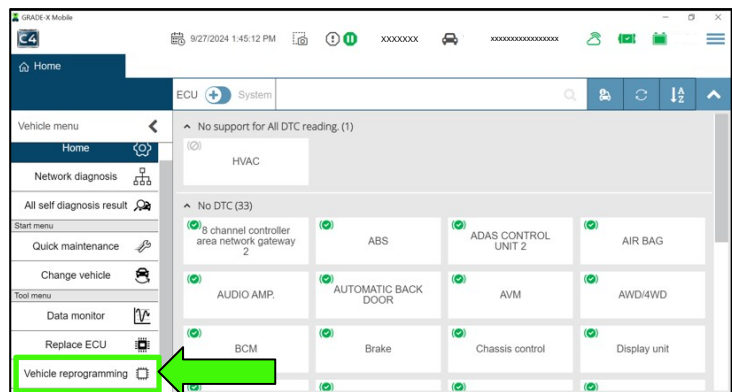 GRADE-X Mobile
C4
9/27/2024 1:45:12 PM
xxxxxxx
xxxxxxxxxxxxxxxxx
Home
ECU
System
Vehicle menu
Home
Network diagnosis
All self diagnosis result
Start menu
Quick maintenance
Change vehicle
Tool menu
Data monitor
Replace ECU
Vehicle reprogramming
No support for All DTC reading. (1)
HVAC
No DTC (33)
8 channel controller
area network gateway
2
ABS
ADAS CONTROL
UNIT 2
AIR BAG
AUDIO AMP.
AUTOMATIC BACK
DOOR
AVM
AWD/4WD
BCM
Brake
Chassis control
Display unit